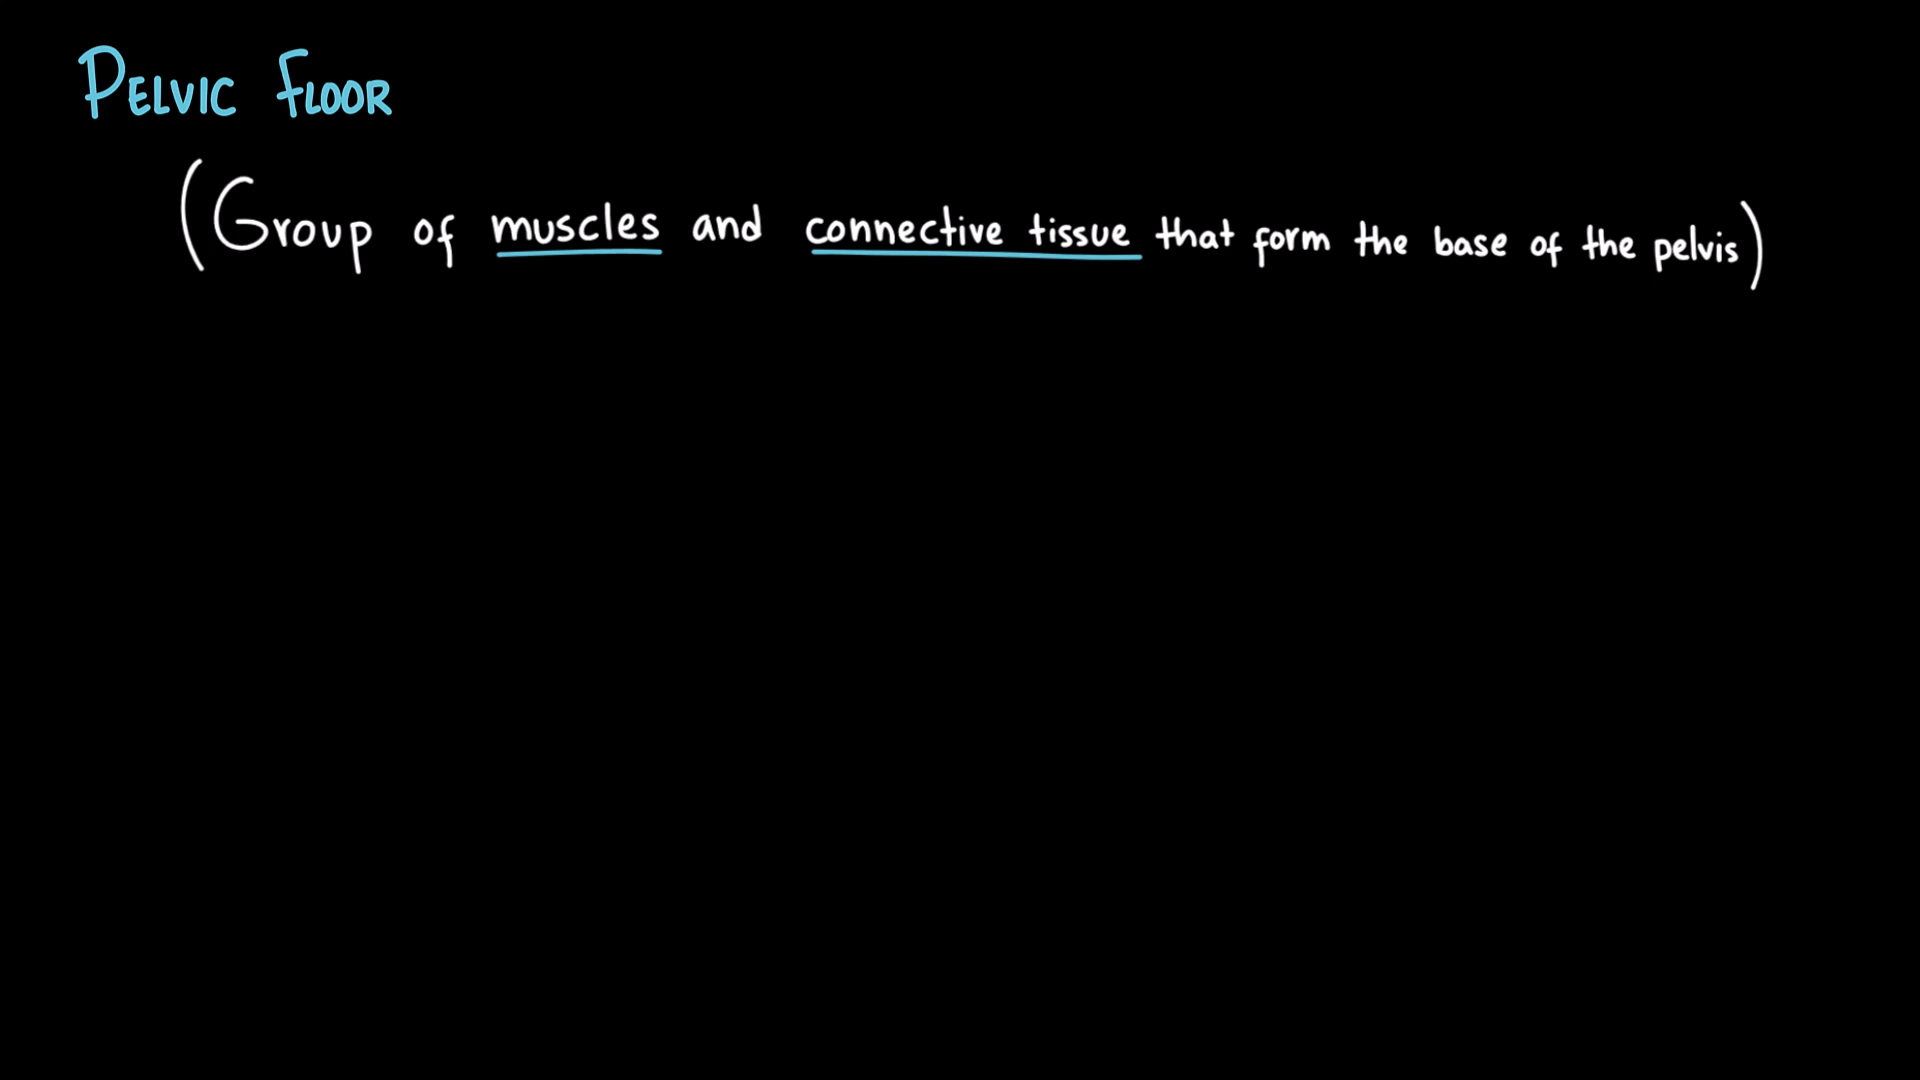 PELVIC FLOOR
(Group of muscles and connective tissue that form the base of the pelvis)